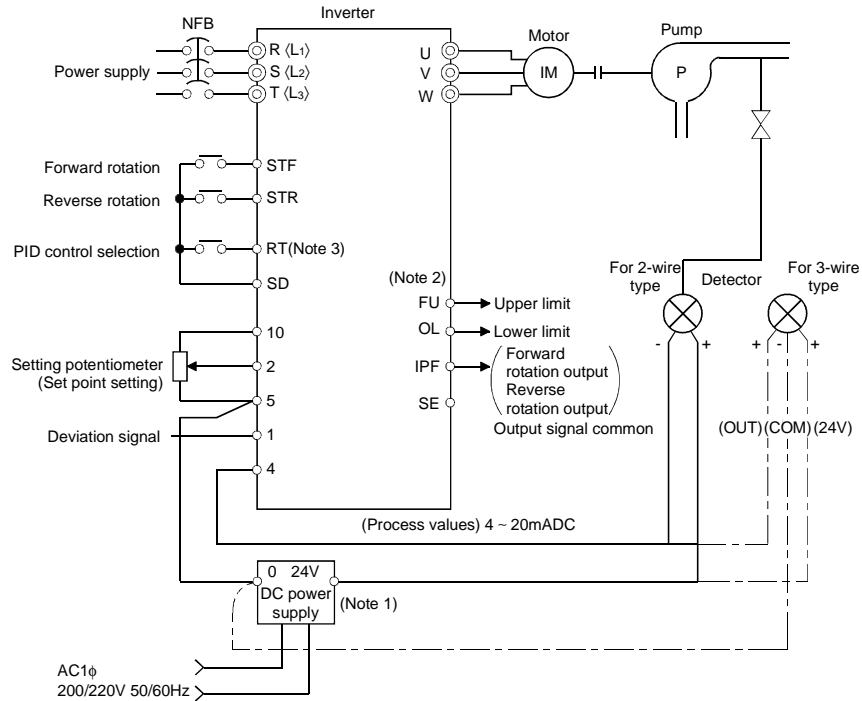 Inverter
NFB
Motor
Pump
Power supply
R ⟨L₁⟩
S ⟨L₂⟩
T ⟨L₃⟩
U
V
W
IM
P
Forward rotation
STF
Reverse rotation
STR
PID control selection
RT(Note 3)
SD
(Note 2)
FU
Upper limit
OL
Lower limit
IPF
Forward
rotation output
Reverse
rotation output
SE
Output signal common
For 2-wire
type
Detector
For 3-wire
type
- +
+ - +
(OUT)(COM)(24V)
10
Setting potentiometer
(Set point setting)
2
5
Deviation signal
1
4
(Process values) 4 ~ 20mADC
0 24V
DC power
supply
(Note 1)
AC1ϕ
200/220V 50/60Hz